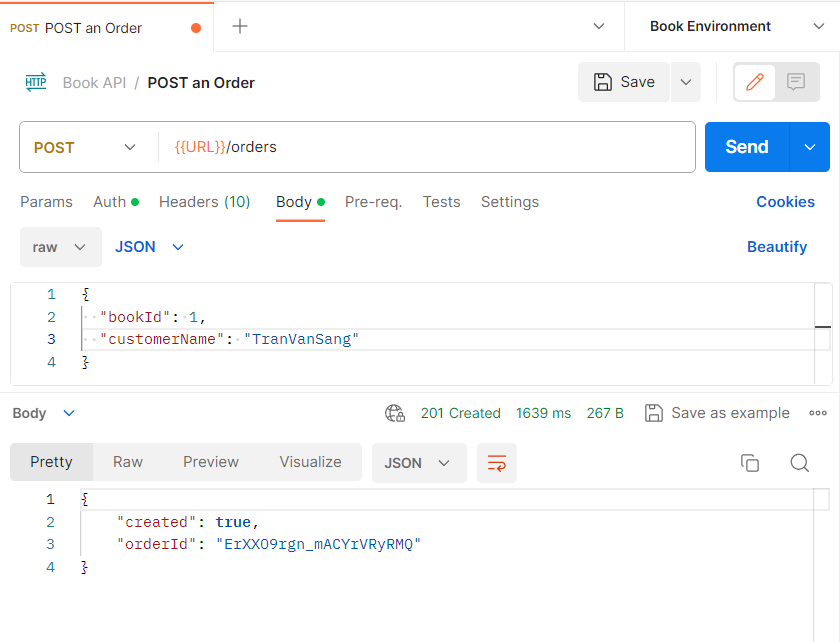 POST POST an Order Book Environment
HTTP Book API / POST an Order Save
POST {{URL}}/orders Send
Params Auth Headers (10) Body Pre-req. Tests Settings Cookies
raw JSON Beautify
1 {
2 "bookId": 1,
3 "customerName": "TranVanSang"
4 }
Body 201 Created 1639 ms 267 B Save as example
Pretty Raw Preview Visualize JSON
1 {
2 "created": true,
3 "orderId": "ErXXO9rgn_mACYrVRyRMQ"
4 }